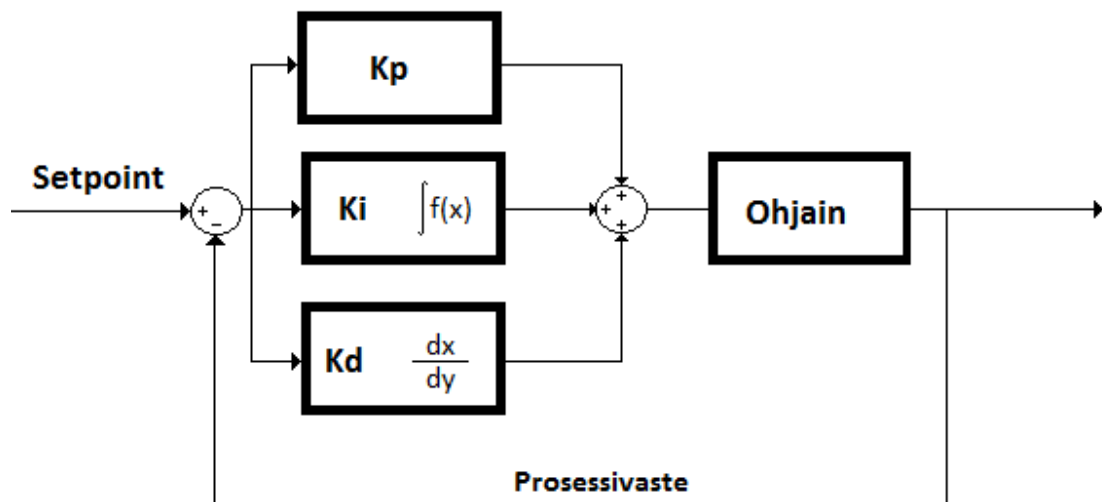 Kp
Setpoint
+
−
Ki ∫f(x)
+
+
+
Ohjain
Kd dx
dy
Prosessivaste